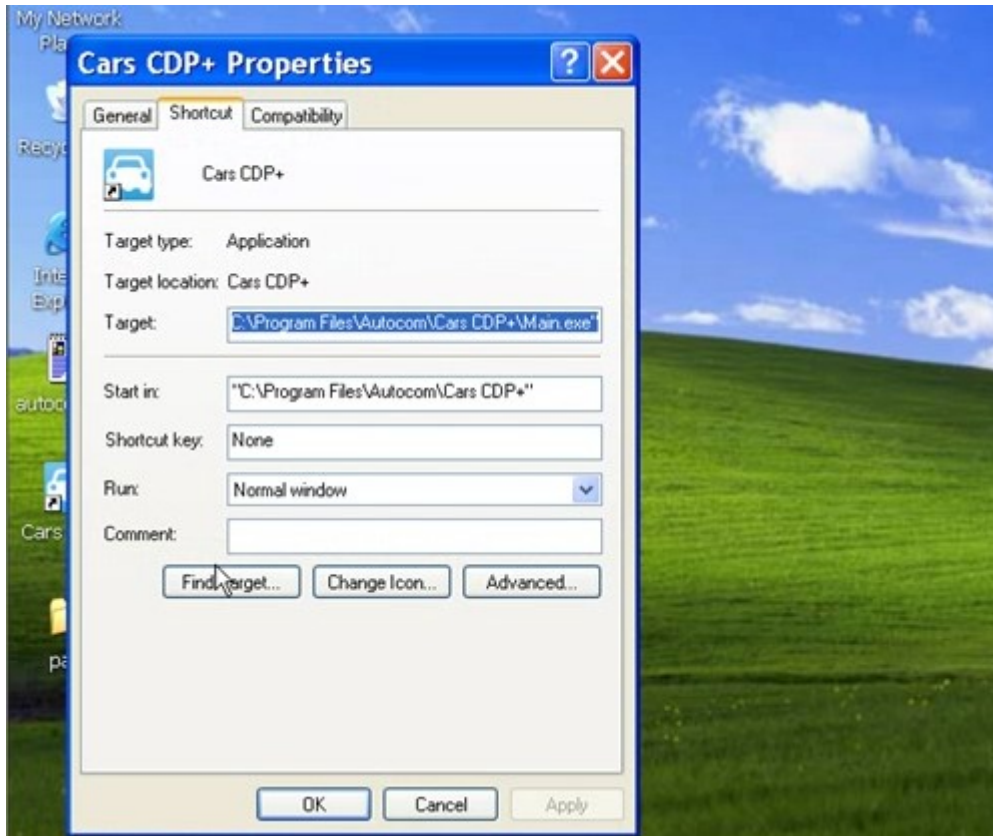 My Network
Cars CDP+ Properties
General Shortcut Compatibility
Cars CDP+
Target type: Application
Target location: Cars CDP+
Target: C:\Program Files\Autocom\Cars CDP+\Main.exe"
Start in: "C:\Program Files\Autocom\Cars CDP+"
Shortcut key: None
Run: Normal window
Cars
Comment:
Find Target... Change Icon... Advanced...
OK Cancel Apply